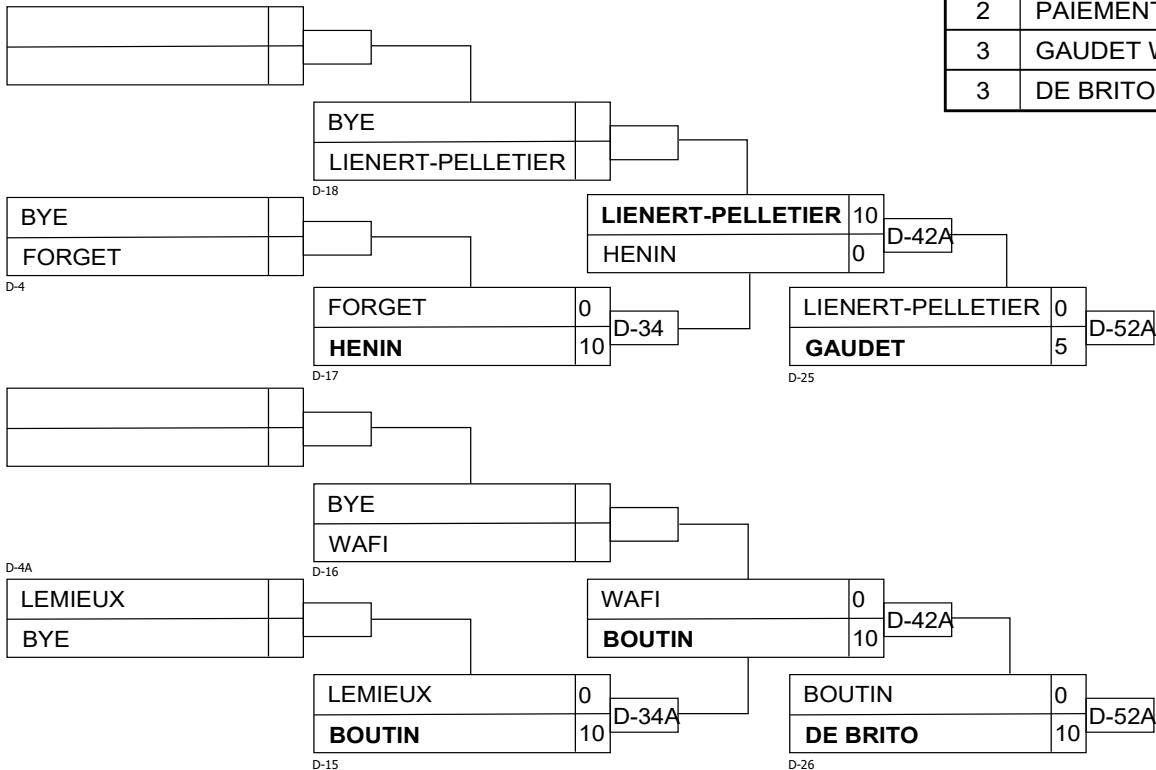 2 PAIEMENT
3 GAUDET
3 DE BRITO
BYE
LIENERT-PELLETIER
D-18
BYE
FORGET
D-4
LIENERT-PELLETIER 10
HENIN 0
D-42A
FORGET 0
HENIN 10
D-34
D-17
LIENERT-PELLETIER 0
GAUDET 5
D-52A
D-25
BYE
WAFI
D-16
D-4A
LEMIEUX
BYE
WAFI 0
BOUTIN 10
D-42A
LEMIEUX 0
BOUTIN 10
D-34A
D-15
BOUTIN 0
DE BRITO 10
D-52A
D-26